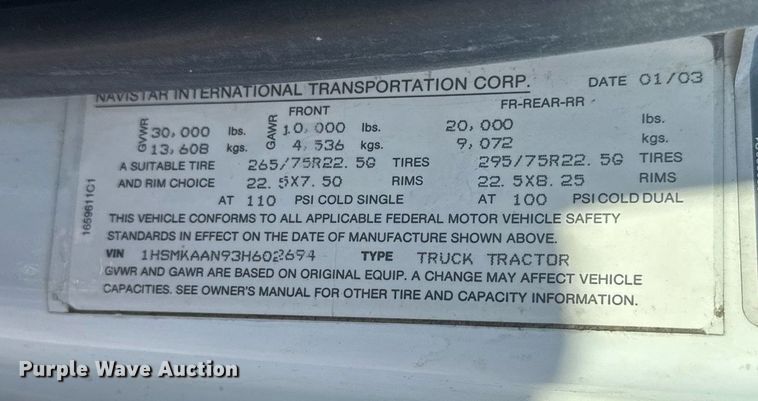 NAVISTAR INTERNATIONAL TRANSPORTATION CORP. DATE 01/03
FRONT FR-REAR-RR
GVWR 30,000 lbs. GAWR 10,000 lbs. 20,000 lbs.
13,608 kgs. 4,536 kgs. 9,072 kgs.
A SUITABLE TIRE 265/75R22.5G TIRES 295/75R22.5G TIRES
AND RIM CHOICE 22.5X7.50 RIMS 22.5X8.25 RIMS
AT 110 PSI COLD SINGLE AT 100 PSI COLD DUAL
THIS VEHICLE CONFORMS TO ALL APPLICABLE FEDERAL MOTOR VEHICLE SAFETY
STANDARDS IN EFFECT ON THE DATE OF MANUFACTURE SHOWN ABOVE.
VIN 1HSMKAAN93H602694 TYPE TRUCK TRACTOR
GVWR AND GAWR ARE BASED ON ORIGINAL EQUIP. A CHANGE MAY AFFECT VEHICLE
CAPACITIES. SEE OWNER'S MANUAL FOR OTHER TIRE AND CAPACITY INFORMATION.
1659611C1
Purple Wave Auction